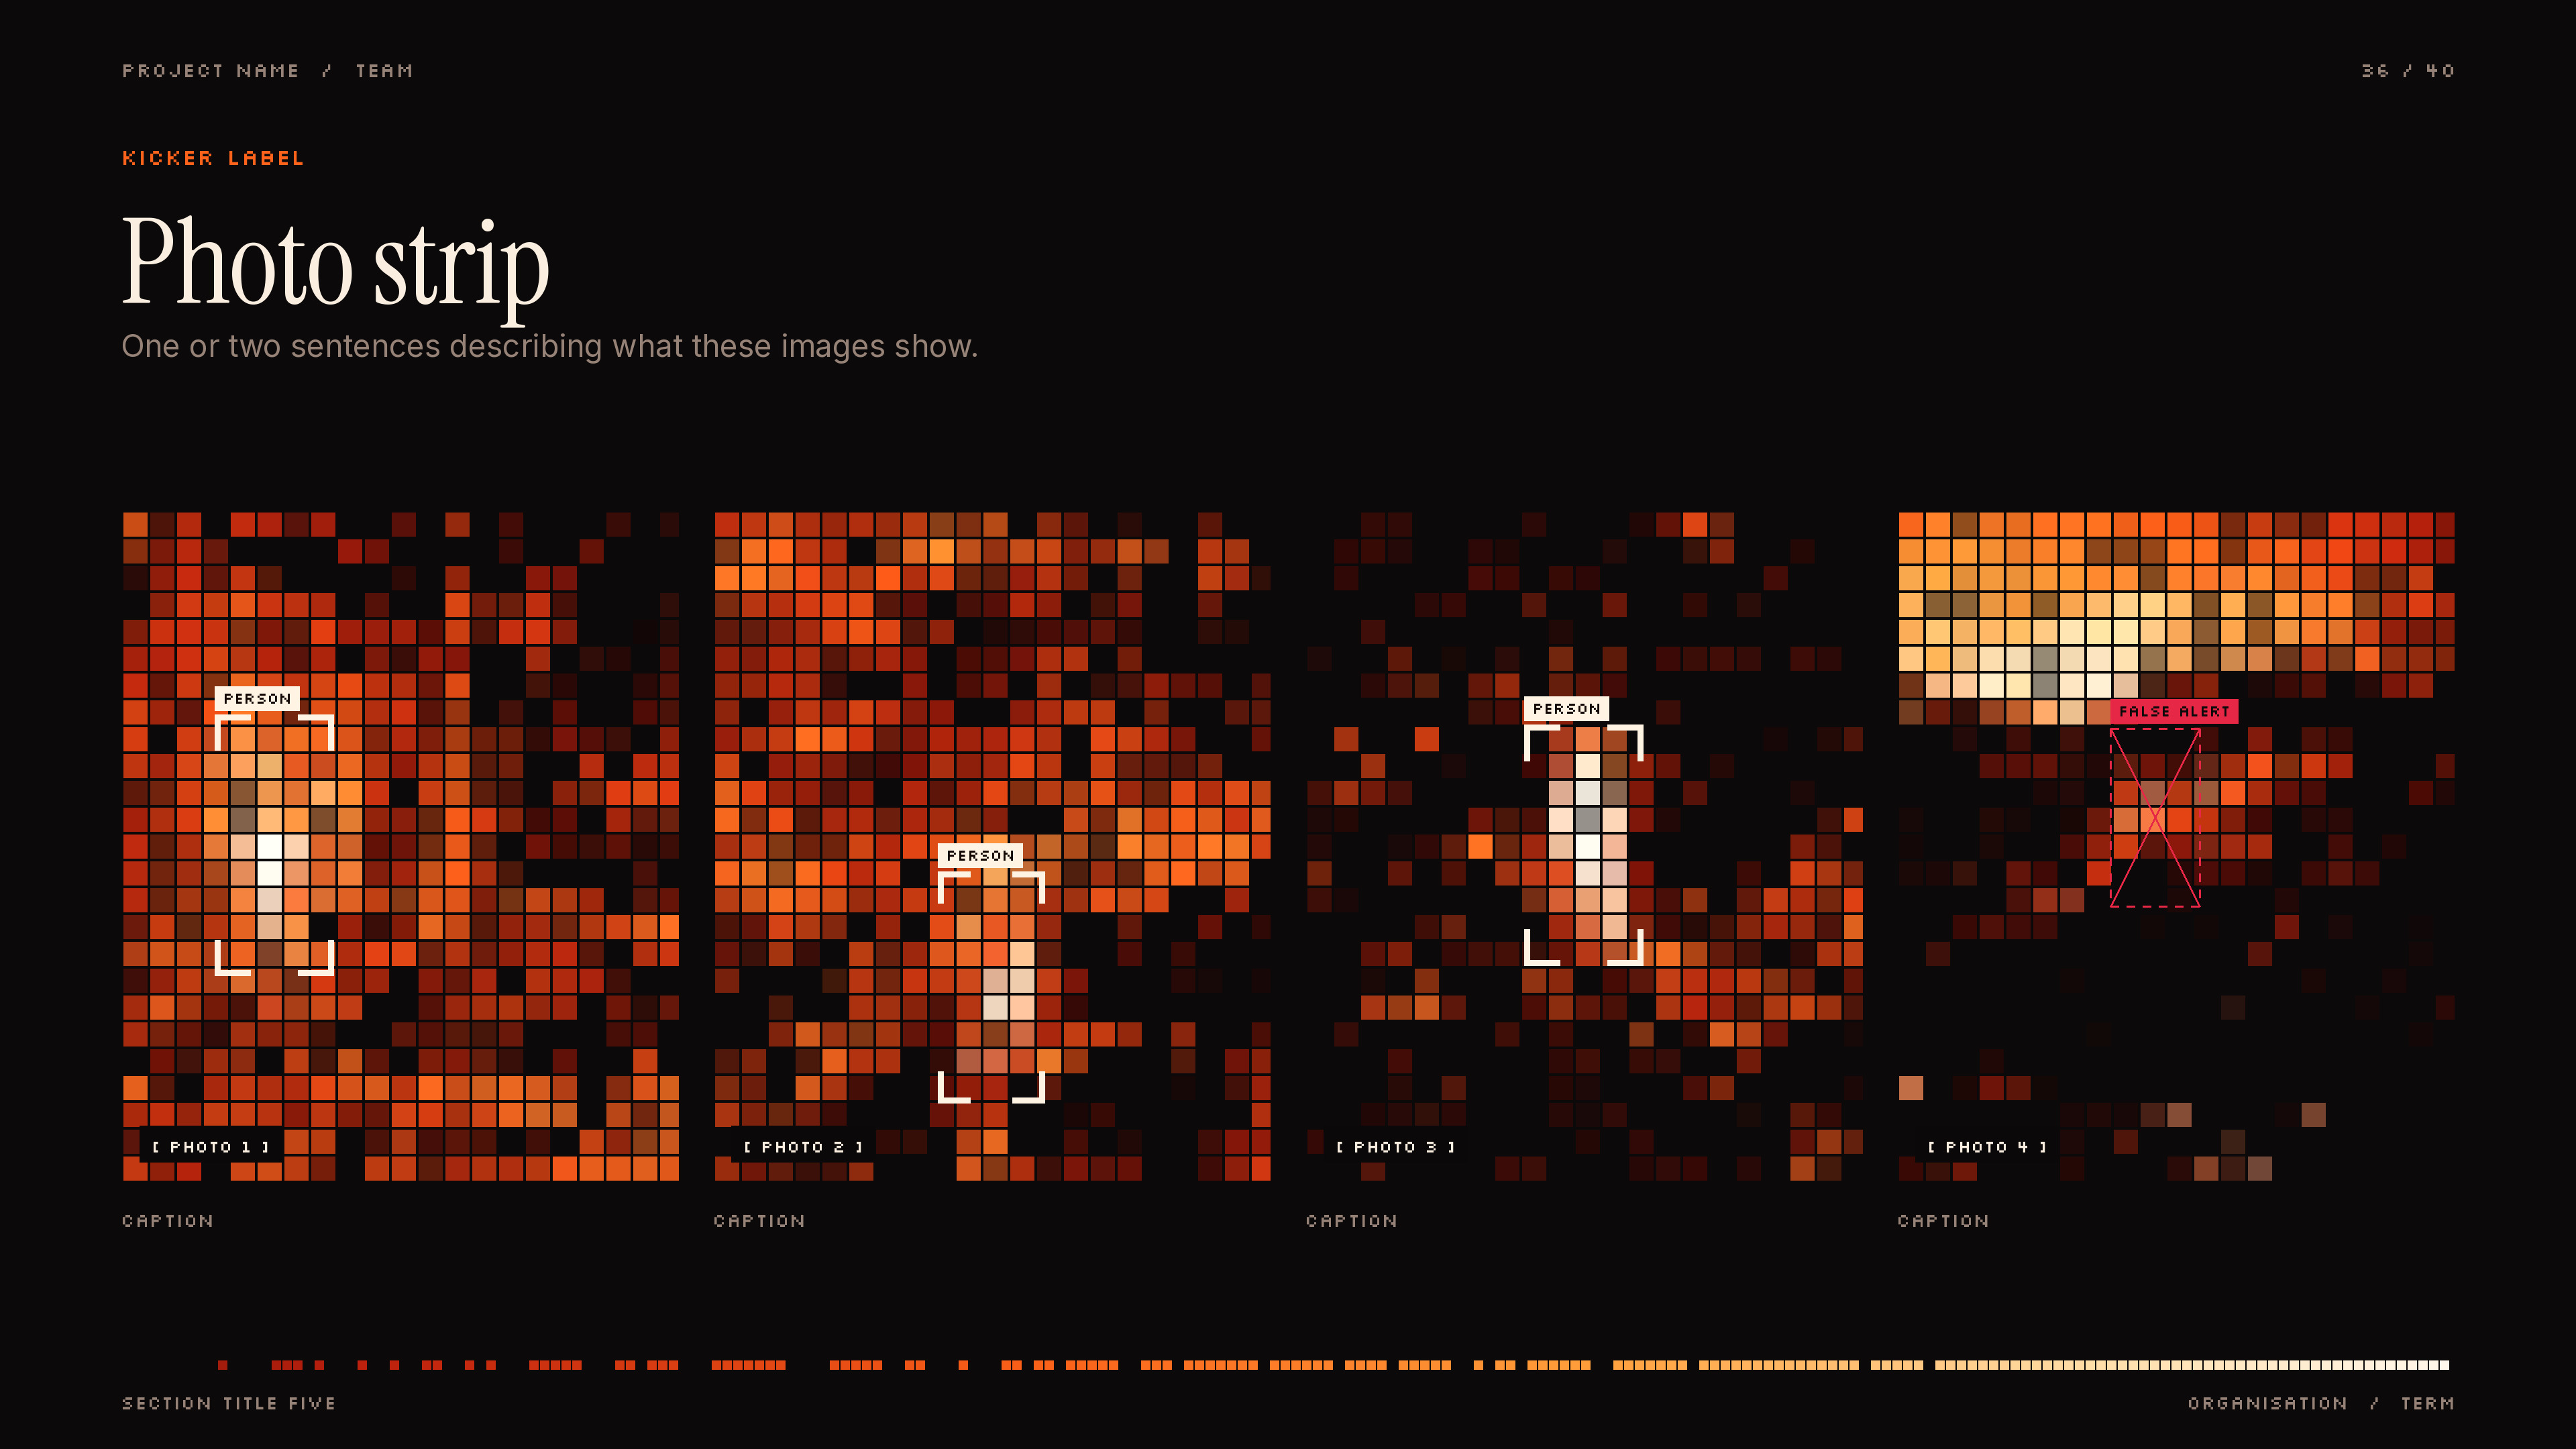 PROJECT NAME / TEAM
36 / 40
KICKER LABEL
Photo strip
One or two sentences describing what these images show.
PERSON
PERSON
PERSON
FALSE ALERT
[ PHOTO 1 ]
[ PHOTO 2 ]
[ PHOTO 3 ]
[ PHOTO 4 ]
CAPTION
CAPTION
CAPTION
CAPTION
SECTION TITLE FIVE
ORGANISATION / TERM